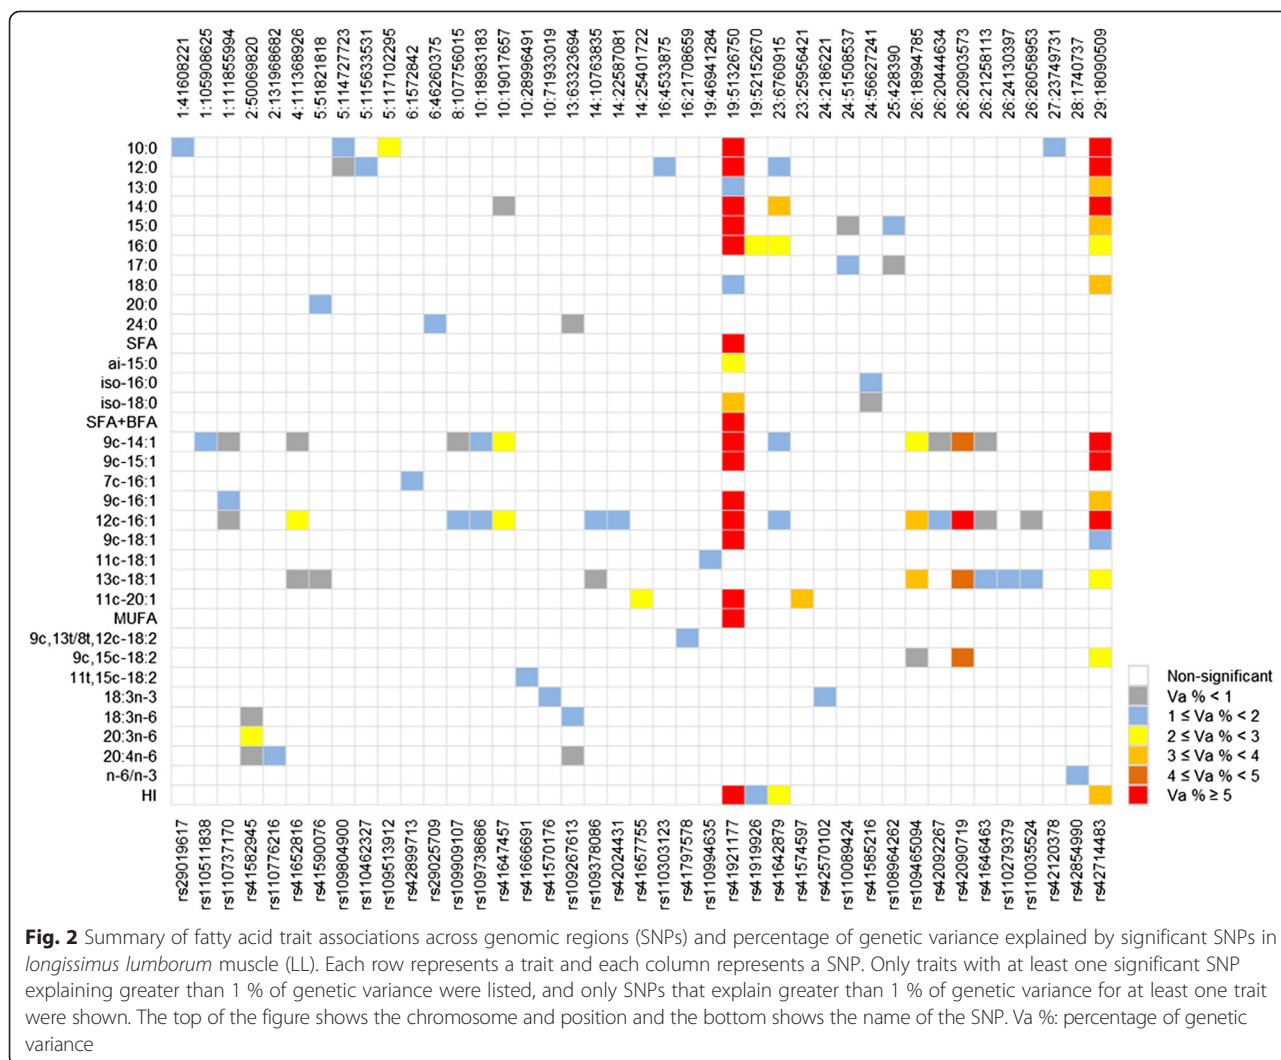 1:41608221
1:105908625
1:111855994
2:50069820
2:131968682
4:111368926
5:51821818
5:114727723
5:115633531
5:117102295
6:1572842
6:46260375
8:107756015
10:18983183
10:19017657
10:28996491
10:71933019
13:63323694
14:10763835
14:22587081
14:25401722
16:4533875
16:21708659
19:46941284
19:51326750
19:52152670
23:6760915
23:25956421
24:2186221
24:51508537
24:56627241
25:428390
26:18994785
26:20444634
26:20903573
26:21258113
26:24130397
26:26058953
27:23749731
28:1740737
29:18090509
10:0
12:0
13:0
14:0
15:0
16:0
17:0
18:0
20:0
24:0
SFA
ai-15:0
iso-16:0
iso-18:0
SFA+BFA
9c-14:1
9c-15:1
7c-16:1
9c-16:1
12c-16:1
9c-18:1
11c-18:1
13c-18:1
11c-20:1
MUFA
9c,13t/8t,12c-18:2
9c,15c-18:2
11t,15c-18:2
18:3n-3
18:3n-6
20:3n-6
20:4n-6
n-6/n-3
HI
Non-significant
Va % < 1
1 ≤ Va % < 2
2 ≤ Va % < 3
3 ≤ Va % < 4
4 ≤ Va % < 5
Va % ≥ 5
rs29019617
rs110511838
rs110737170
rs41582945
rs110776216
rs41652816
rs41590076
rs109804900
rs110462327
rs109513912
rs42899713
rs29025709
rs109909107
rs109738686
rs41647457
rs41666691
rs41570176
rs109267613
rs109378086
rs42024431
rs41657755
rs110303123
rs41797578
rs110994635
rs41921177
rs41919926
rs41642879
rs41574597
rs42570102
rs110089424
rs41585216
rs108964262
rs109465094
rs42092267
rs42090719
rs41646463
rs110279379
rs110035524
rs42120378
rs42854990
rs42714483
Fig. 2 Summary of fatty acid trait associations across genomic regions (SNPs) and percentage of genetic variance explained by significant SNPs in
longissimus lumborum muscle (LL). Each row represents a trait and each column represents a SNP. Only traits with at least one significant SNP
explaining greater than 1 % of genetic variance were listed, and only SNPs that explain greater than 1 % of genetic variance for at least one trait
were shown. The top of the figure shows the chromosome and position and the bottom shows the name of the SNP. Va %: percentage of genetic
variance